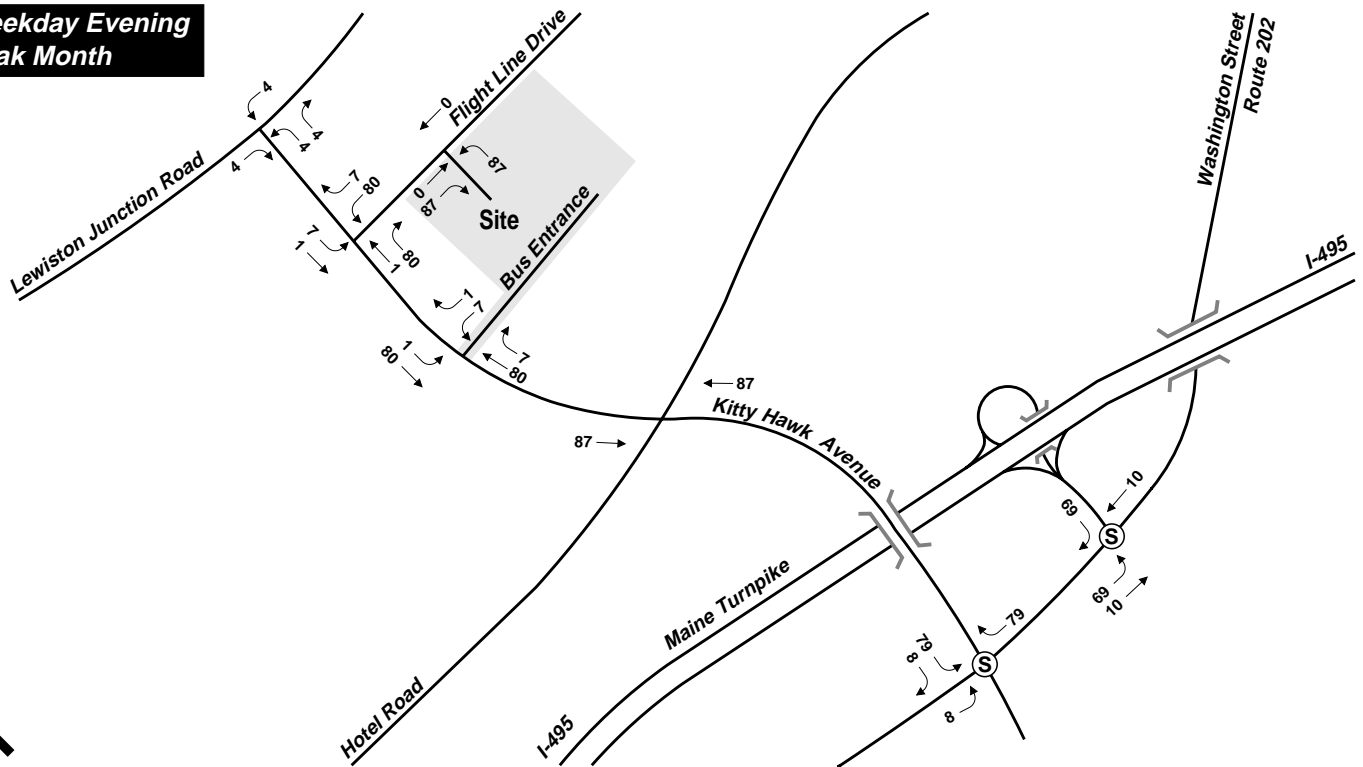 eekday Evening
ak Month
4
4
4
4
Lewiston Junction Road
7
80
7
1
80
1
0
Flight Line Drive
87
0
87
Site
Bus Entrance
1
7
1
80
7
80
87
87
Kitty Hawk Avenue
Washington Street
Route 202
I-495
10
69
S
69
10
Maine Turnpike
79
79
8
S
8
Hotel Road
I-495